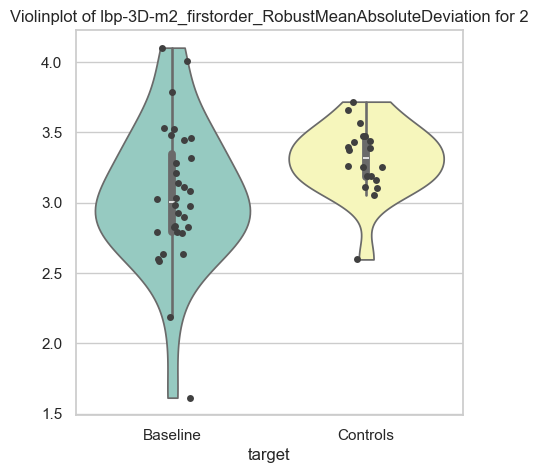 Violinplot of lbp-3D-m2_firstorder_RobustMeanAbsoluteDeviation for 2
4.0
3.5
3.0
2.5
2.0
1.5
Baseline
Controls
target